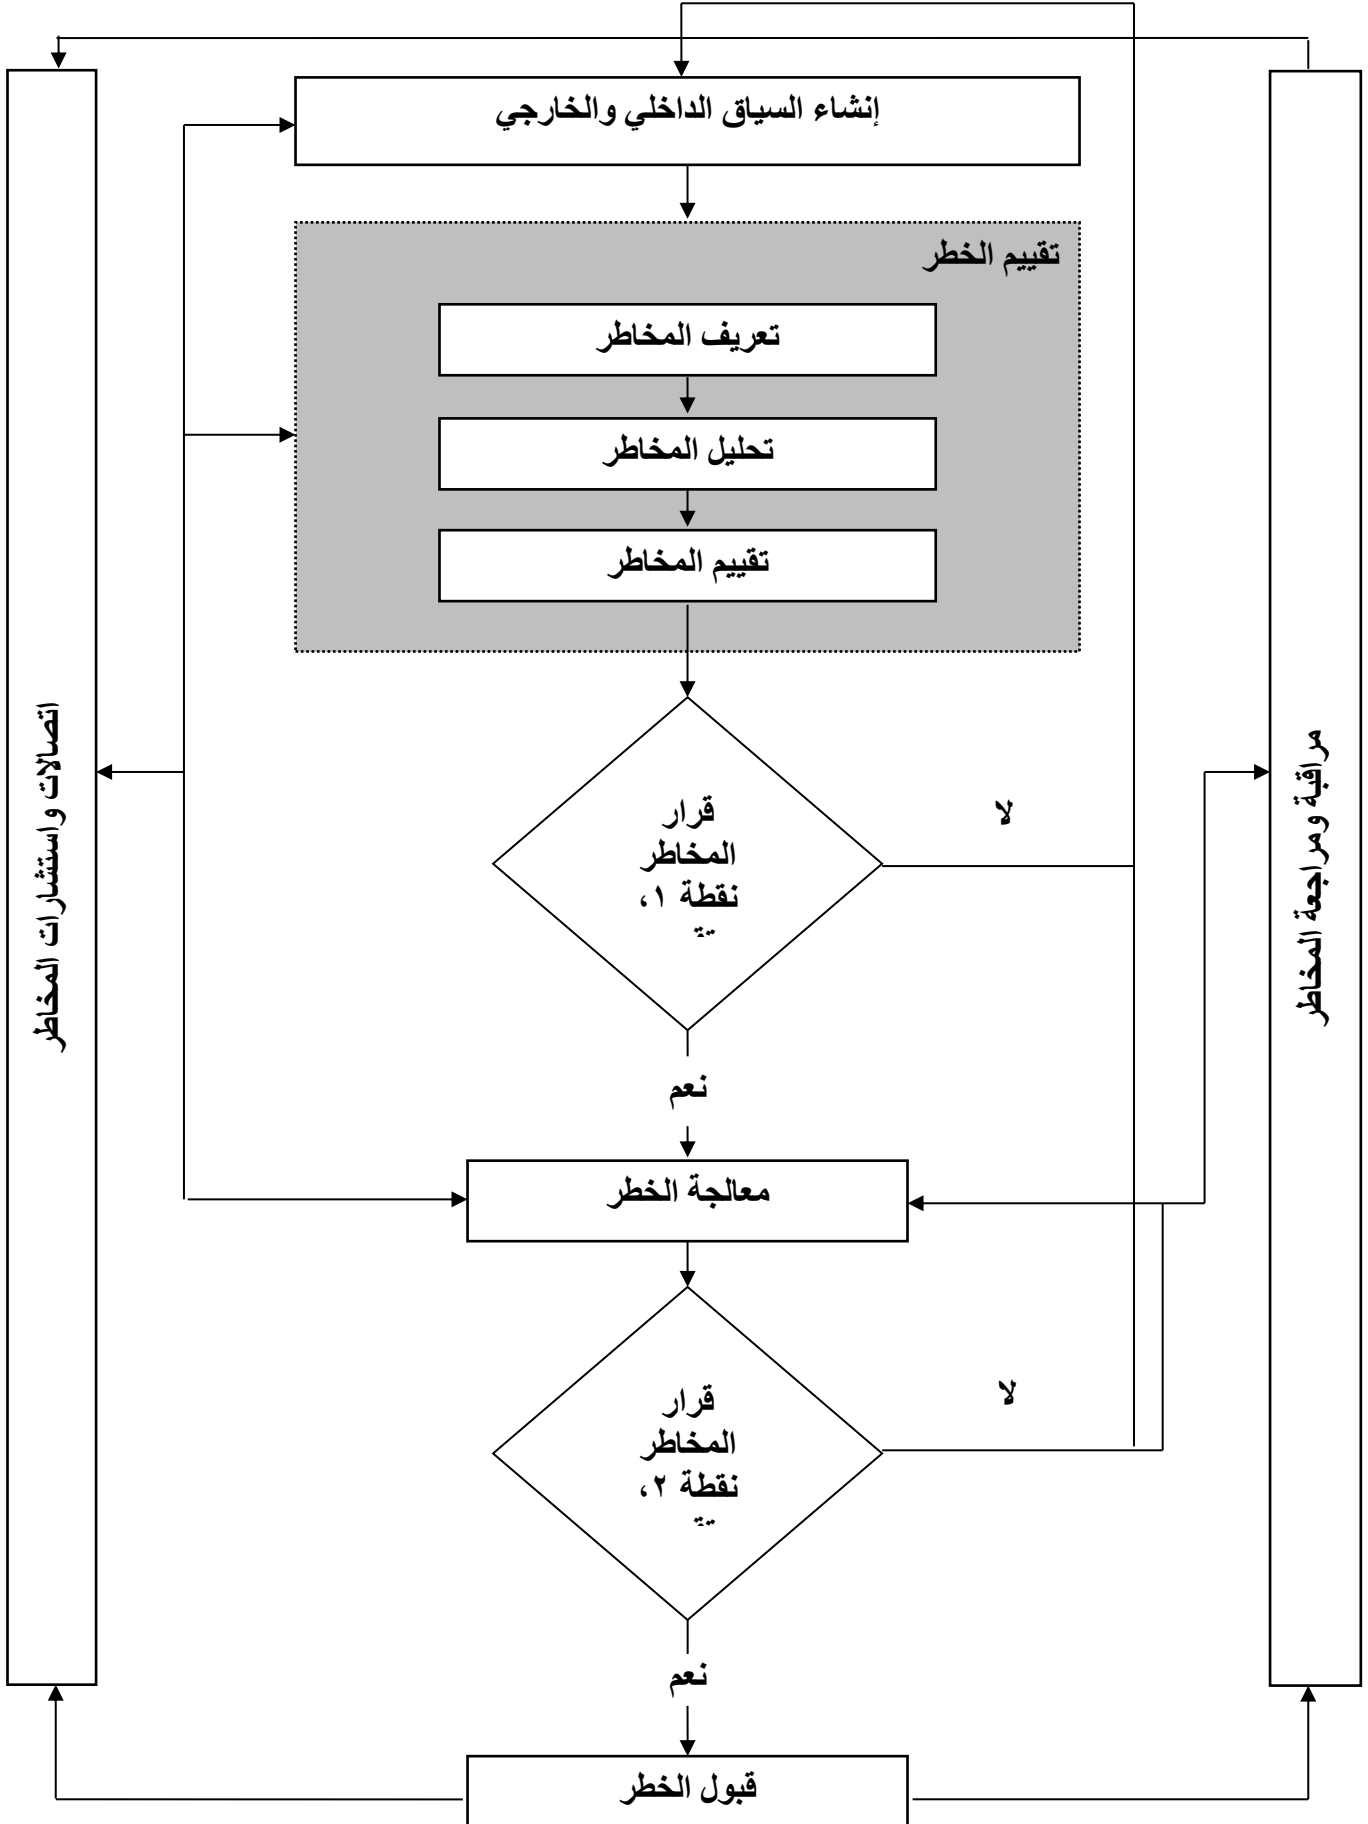 إنشاء السياق الداخلي والخارجي
تقييم الخطر
تعريف المخاطر
تحليل المخاطر
تقييم المخاطر
قرار
المخاطر
نقطة ١،
لا
نعم
معالجة الخطر
قرار
المخاطر
نقطة ٢،
لا
نعم
قبول الخطر
مراقبة ومراجعة المخاطر
اتصالات واستشارات المخاطر